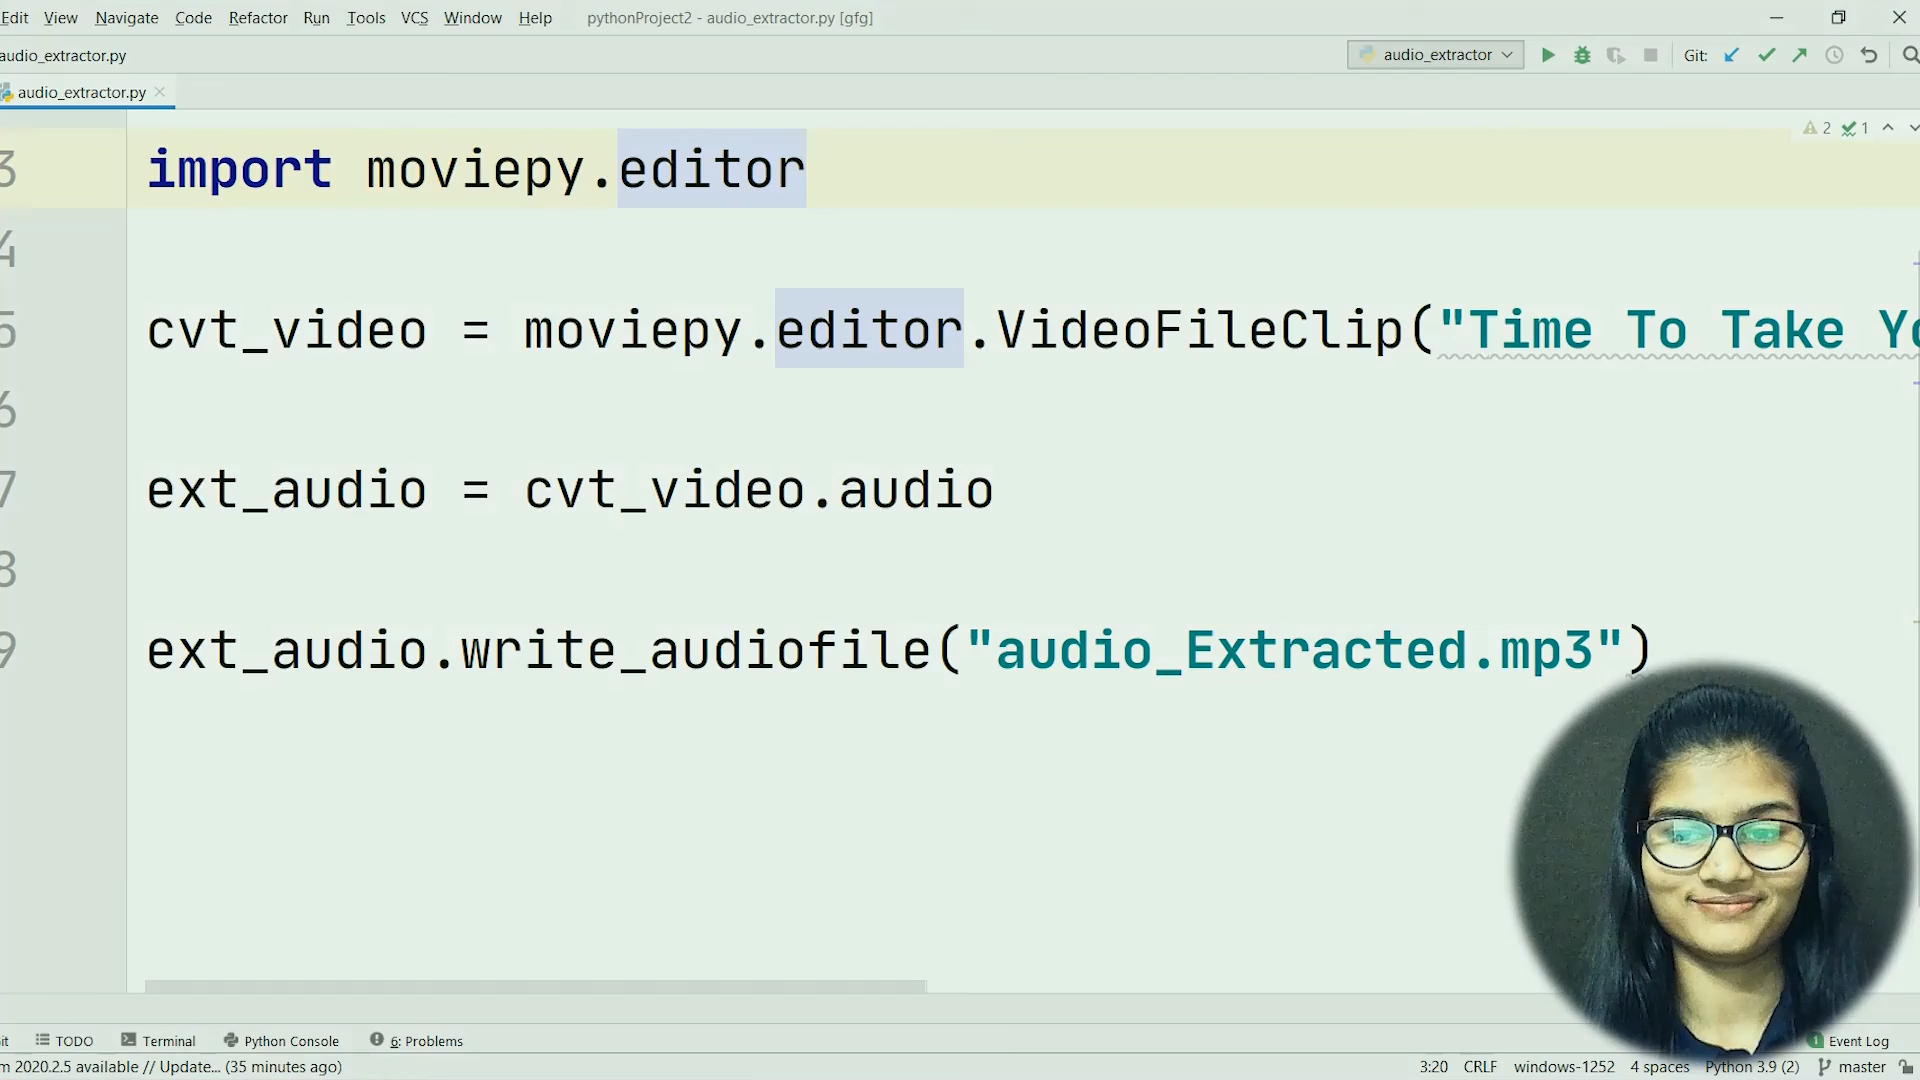 Edit View Navigate Code Refactor Run Tools VCS Window Help pythonProject2 - audio_extractor.py [gfg]
audio_extractor.py audio_extractor Git:
audio_extractor.py
2 1
3 import moviepy.editor
4
5 cvt_video = moviepy.editor.VideoFileClip("Time To Take Yo
6
7 ext_audio = cvt_video.audio
8
9 ext_audio.write_audiofile("audio_Extracted.mp3")
TODO Terminal Python Console 6: Problems 1 Event Log
2020.2.5 available // Update... (35 minutes ago) 3:20 CRLF windows-1252 4 spaces Python 3.9 (2) master